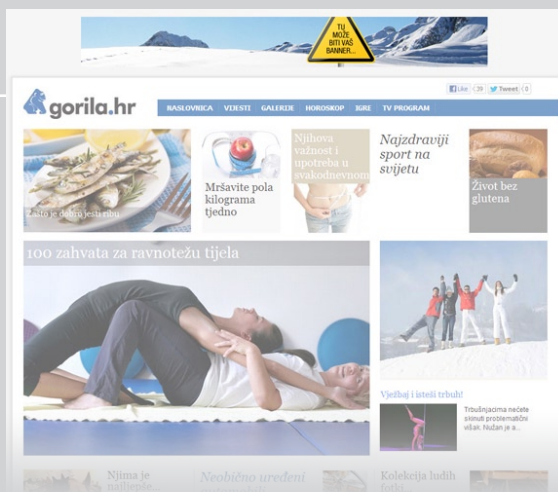 TU
MOŽE
BITI VAŠ
BANNER...
Like 39 Tweet 0
gorila.hr
NASLOVNICA VIJESTI GALERIJE HOROSKOP IGRE TV PROGRAM
Zašto je dobro jesti ribu
Mršavite pola
kilograma
tjedno
Njihova
važnost i
upotreba u
svakodnevnom
Najzdraviji
sport na
svijetu
Život bez
glutena
100 zahvata za ravnotežu tijela
Vježbaj i isteši trbuh!
Trbušnjacima nećete
skinuti problematični
višak. Nužan je a...
Njima je
najljepše
Neobično uređeni
Kolekcija ludih